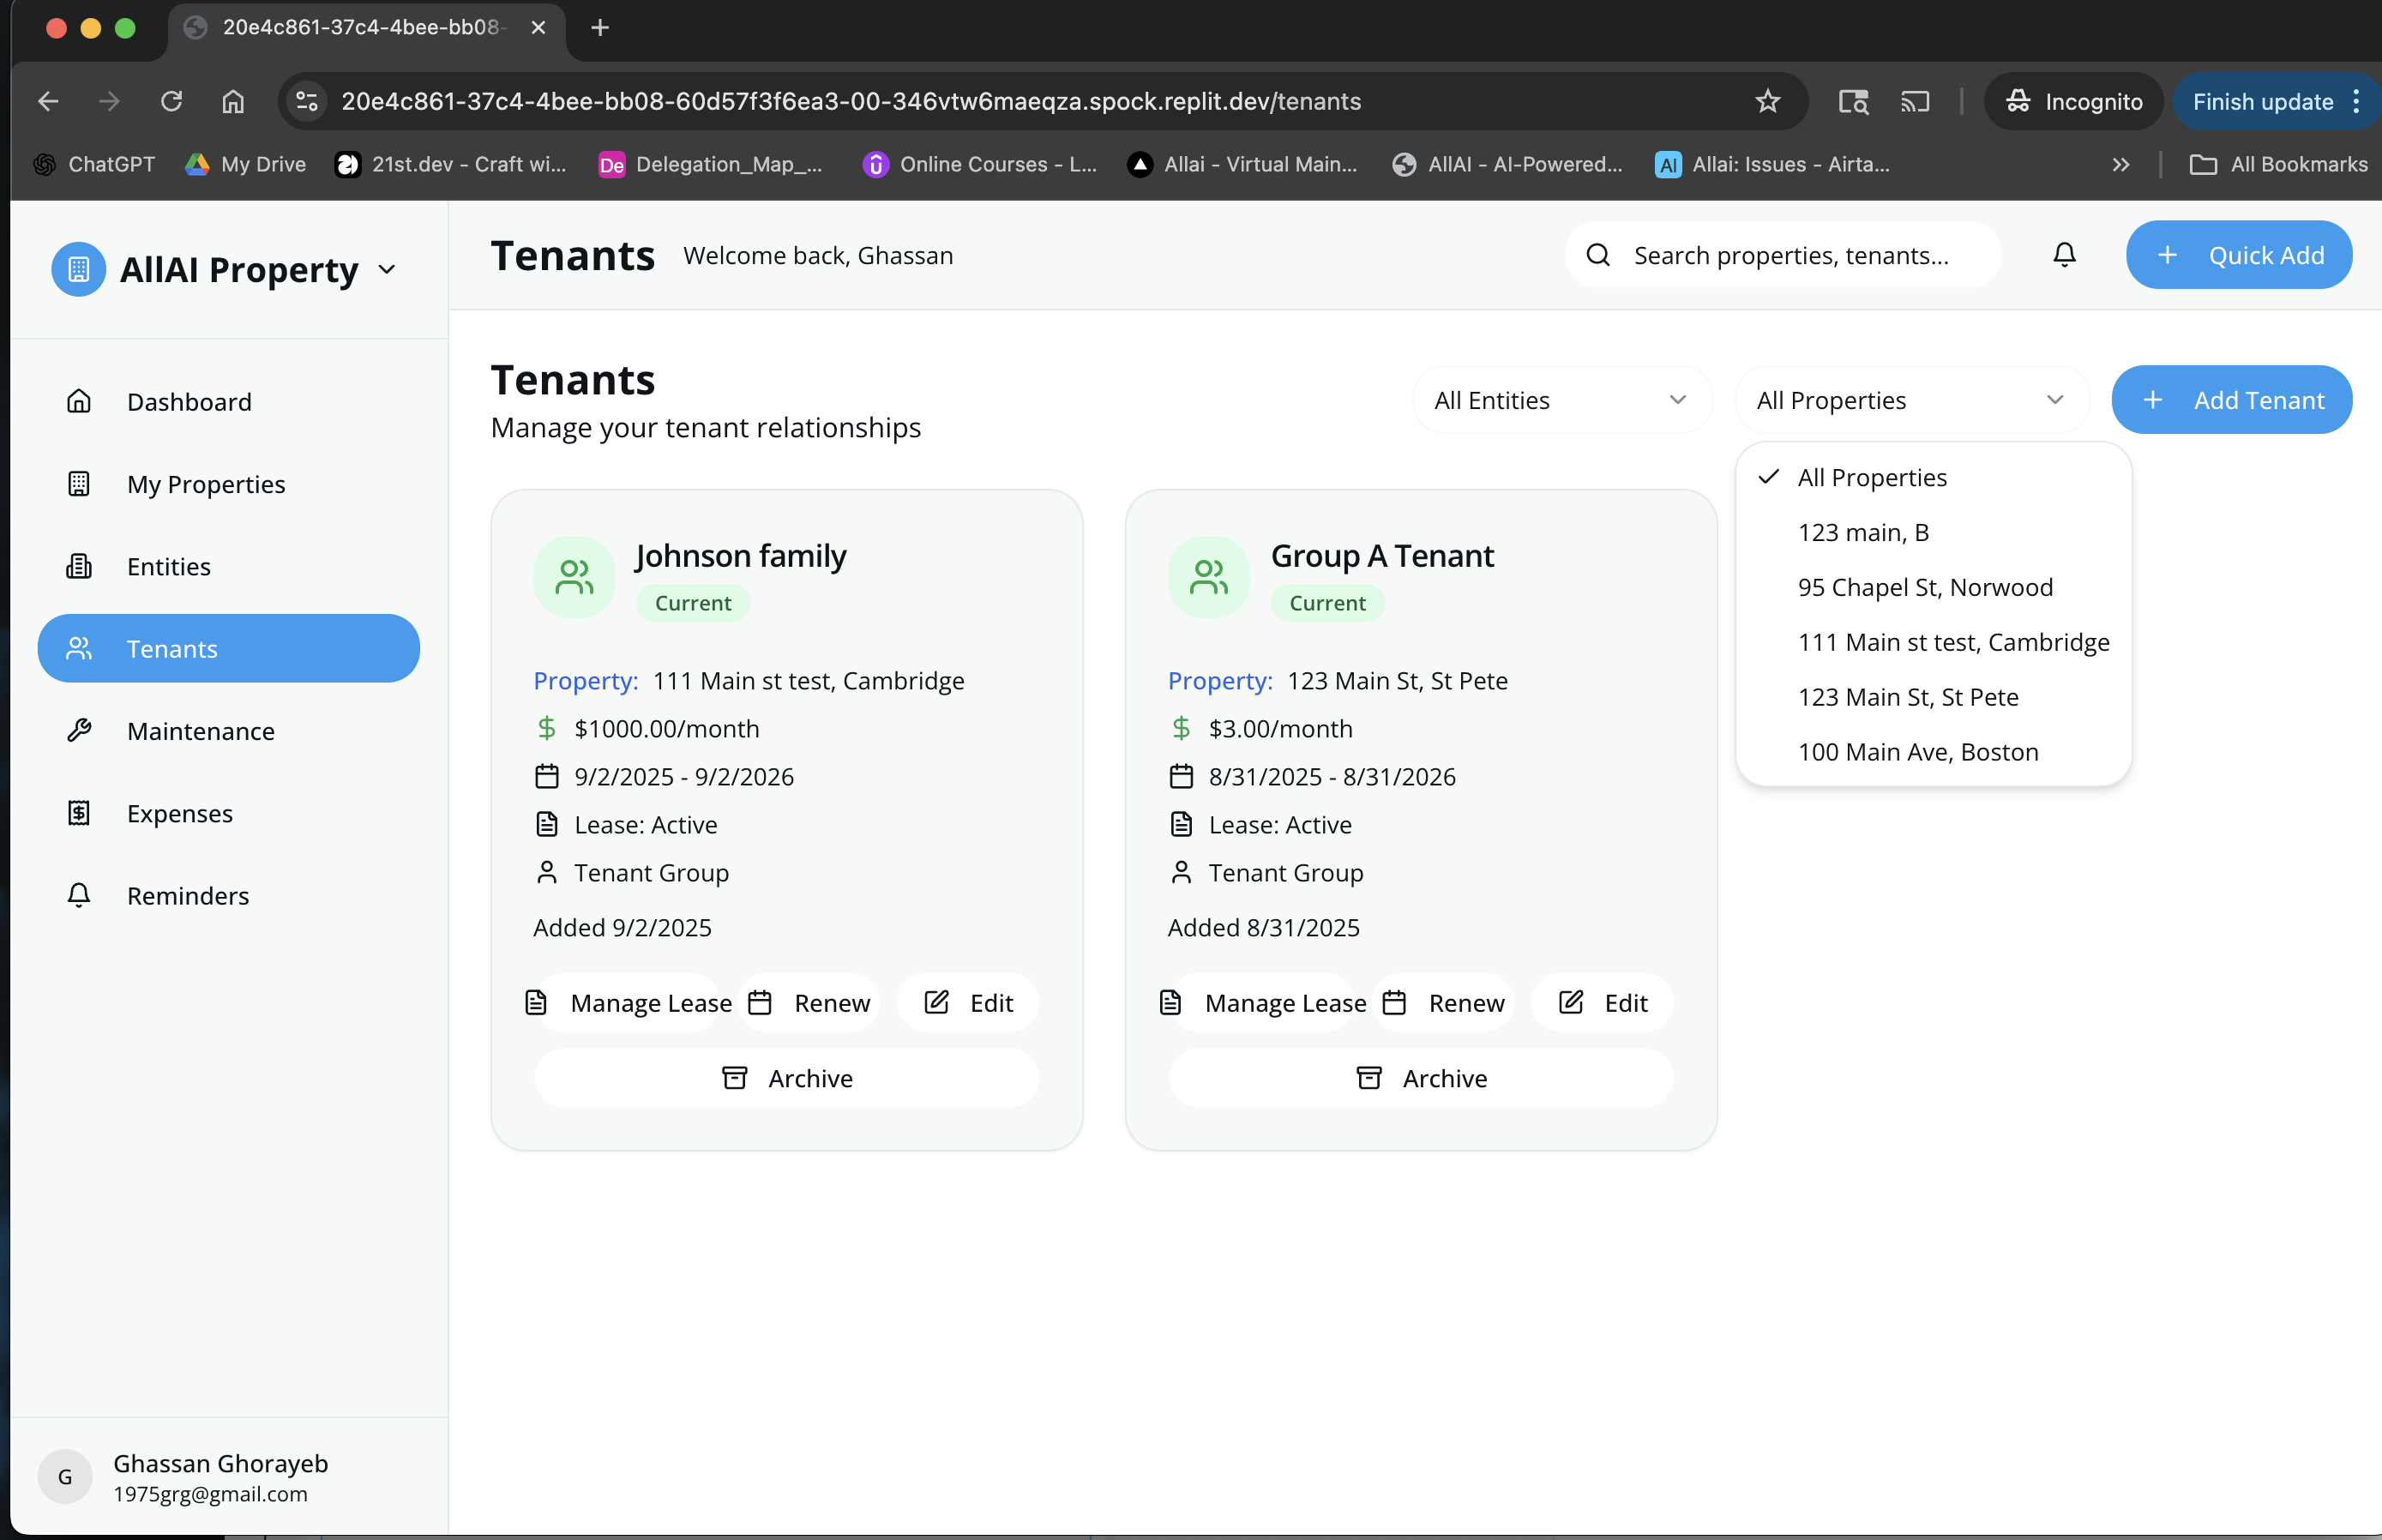 20e4c861-37c4-4bee-bb08-
20e4c861-37c4-4bee-bb08-60d57f3f6ea3-00-346vtw6maeqza.spock.replit.dev/tenants
Incognito
Finish update
ChatGPT
My Drive
21st.dev - Craft wi...
De
Delegation_Map_...
Online Courses - L...
Allai - Virtual Main...
AllAI - AI-Powered...
AI
Allai: Issues - Airta...
All Bookmarks
AllAI Property
Tenants
Welcome back, Ghassan
Search properties, tenants...
Quick Add
Dashboard
My Properties
Entities
Tenants
Maintenance
Expenses
Reminders
Tenants
Manage your tenant relationships
All Entities
All Properties
Add Tenant
All Properties
123 main, B
95 Chapel St, Norwood
111 Main st test, Cambridge
123 Main St, St Pete
100 Main Ave, Boston
Johnson family
Current
Property: 111 Main st test, Cambridge
$1000.00/month
9/2/2025 - 9/2/2026
Lease: Active
Tenant Group
Added 9/2/2025
Manage Lease
Renew
Edit
Archive
Group A Tenant
Current
Property: 123 Main St, St Pete
$3.00/month
8/31/2025 - 8/31/2026
Lease: Active
Tenant Group
Added 8/31/2025
Manage Lease
Renew
Edit
Archive
G
Ghassan Ghorayeb
1975grg@gmail.com